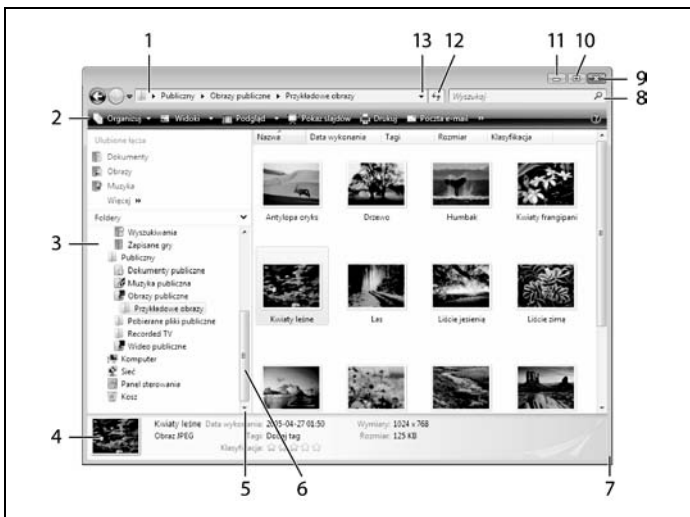 1 13 12 11 10
9
Publiczny Obrazy publiczne Przykładowe obrazy Wyszukaj
8
2 Organizuj Widoki Podgląd Pokaz slajdów Drukuj Poczta e-mail »
Ulubione łącza
Dokumenty
Obrazy
Muzyka
Więcej »
Foldery
3
Wyszukiwania
Zapisane gry
Publiczny
Dokumenty publiczne
Muzyka publiczna
Obrazy publiczne
Przykładowe obrazy
Pobierane pliki publiczne
Recorded TV
Wideo publiczne
Komputer
Sieć
Panel sterowania
Kosz
Nazwa Data wykonania Tagi Rozmiar Klasyfikacja
Antylopa oryks Drzewo Humbak Kwiaty frangipani
Kwiaty leśne Las Liście jesienią Liście zimą
4
Kwiaty leśne Data wykonania: 2005-04-27 01:50 Wymiary: 1024 x 768
Obraz JPEG Tagi: Dodaj tag Rozmiar: 125 KB
Klasyfikacja:
5 6 7